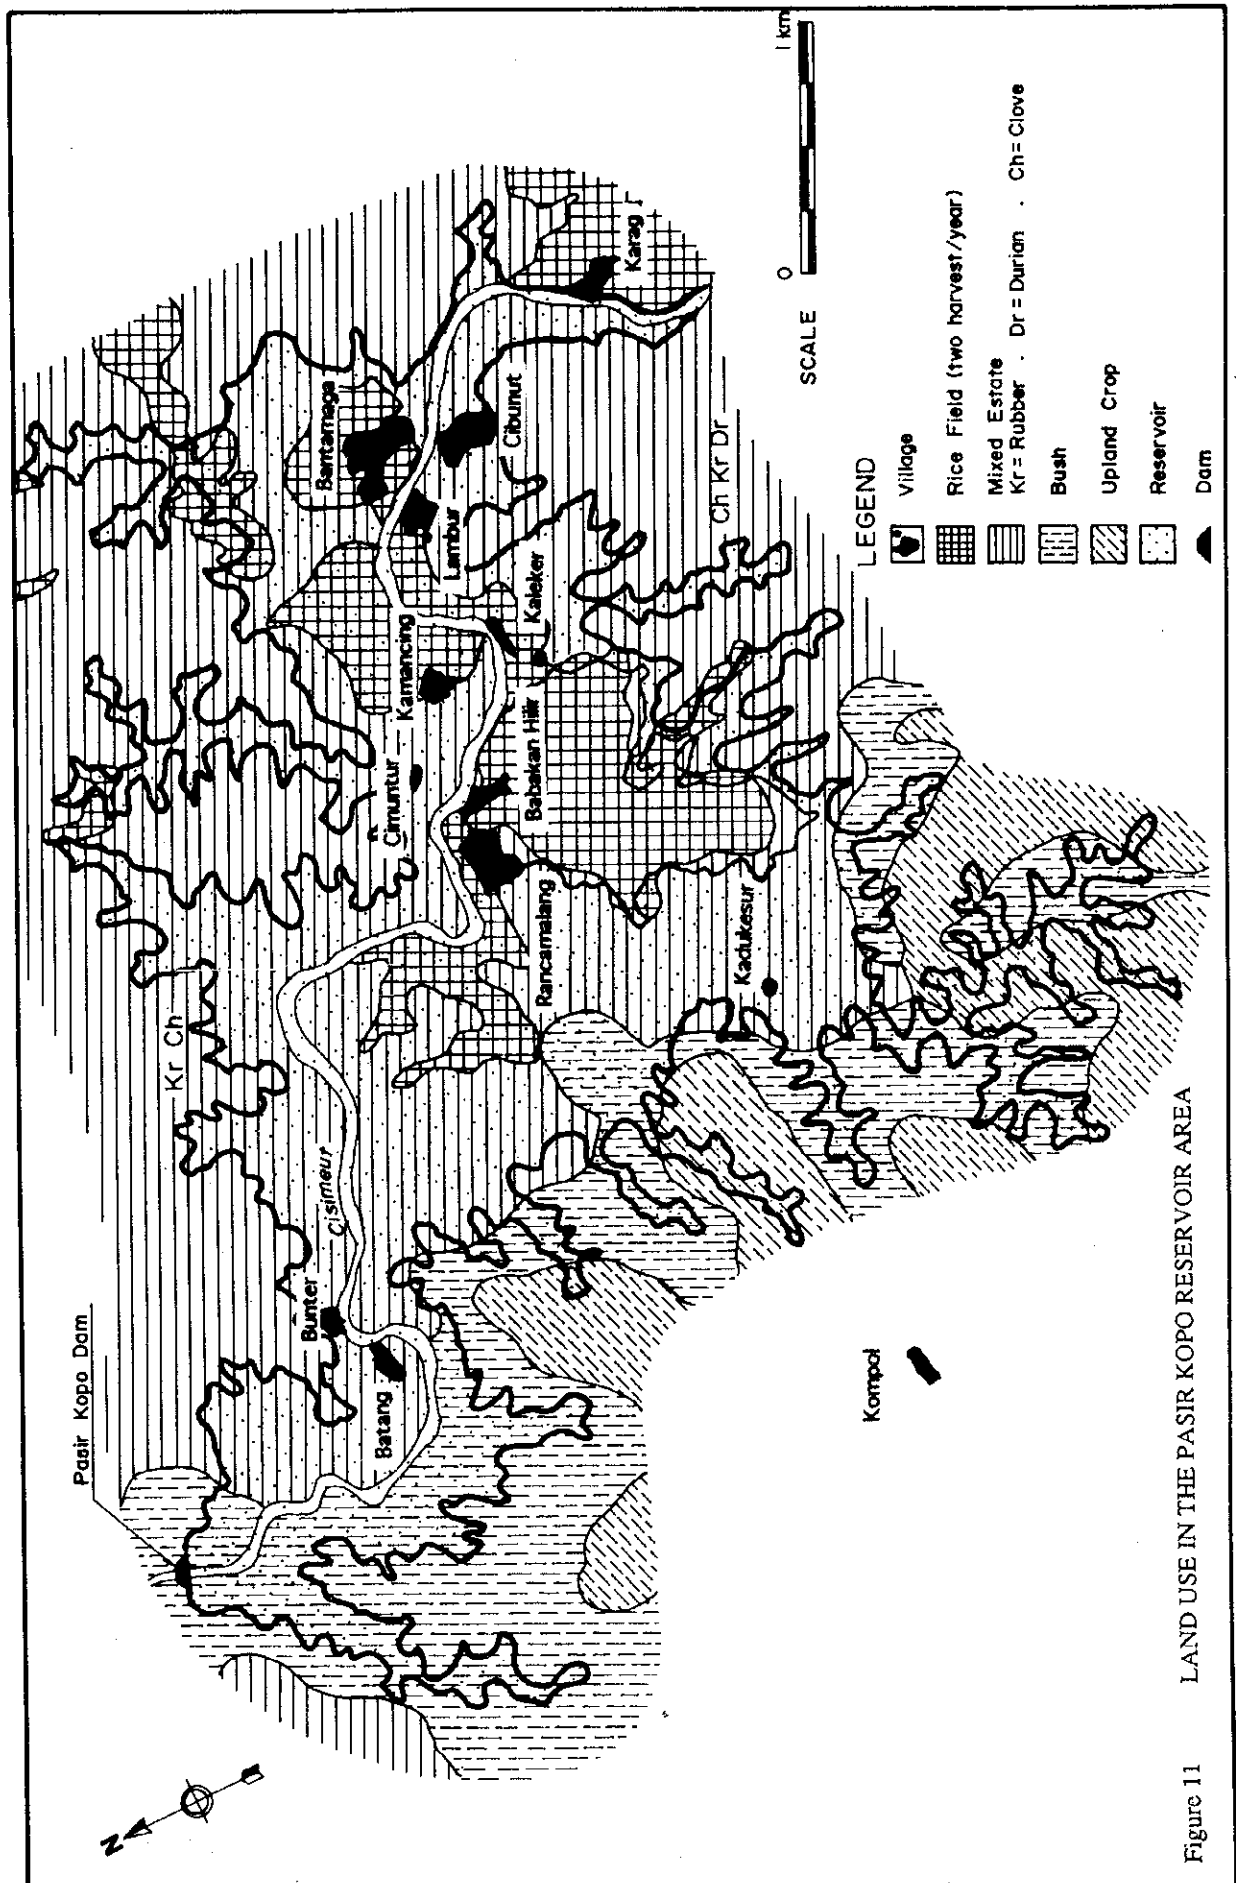 Pasir Kopo Dam
Kr Ch
Bantarnaga
Cimuntur
Kamancing
Lambur
Cibunut
Karag
Kaleker
Babakan Hilir
Rancamalang
Cisimeur
Bunter
Batang
Kadukesur
Ch Kr Dr
Kompol
N
SCALE
0 1 km
LEGEND
Village
Rice Field (two harvest/year)
Mixed Estate
Kr = Rubber . Dr = Durian . Ch = Clove
Bush
Upland Crop
Reservoir
Dam
Figure 11 LAND USE IN THE PASIR KOPO RESERVOIR AREA